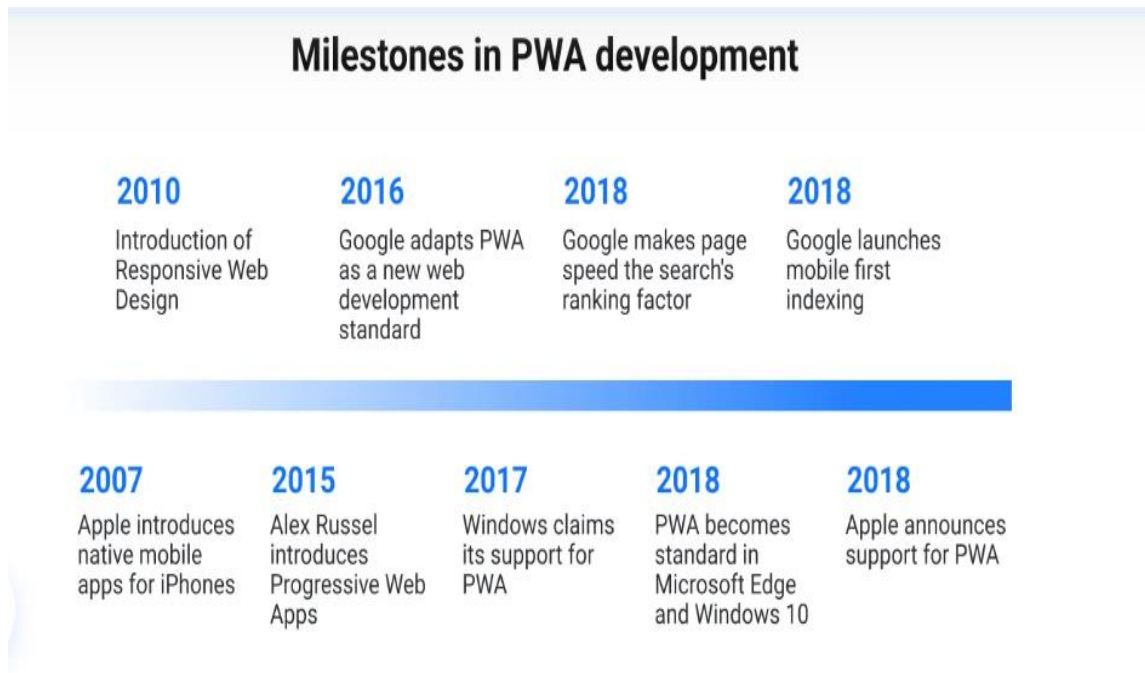 Milestones in PWA development
2010
Introduction of
Responsive Web
Design
2016
Google adapts PWA
as a new web
development
standard
2018
Google makes page
speed the search's
ranking factor
2018
Google launches
mobile first
indexing
2007
Apple introduces
native mobile
apps for iPhones
2015
Alex Russel
introduces
Progressive Web
Apps
2017
Windows claims
its support for
PWA
2018
PWA becomes
standard in
Microsoft Edge
and Windows 10
2018
Apple announces
support for PWA